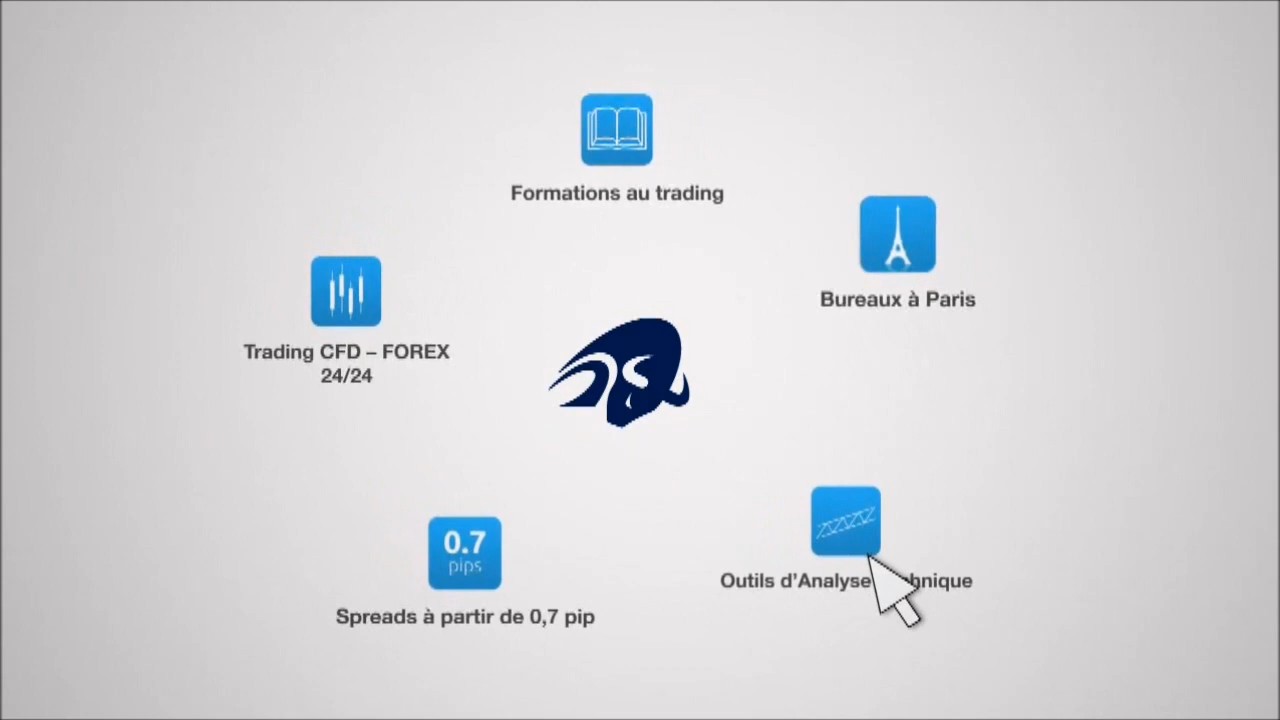 Formations au trading
Bureaux à Paris
Trading CFD – FOREX
24/24
0.7
pips
Spreads à partir de 0,7 pip
Outils d'Analyse